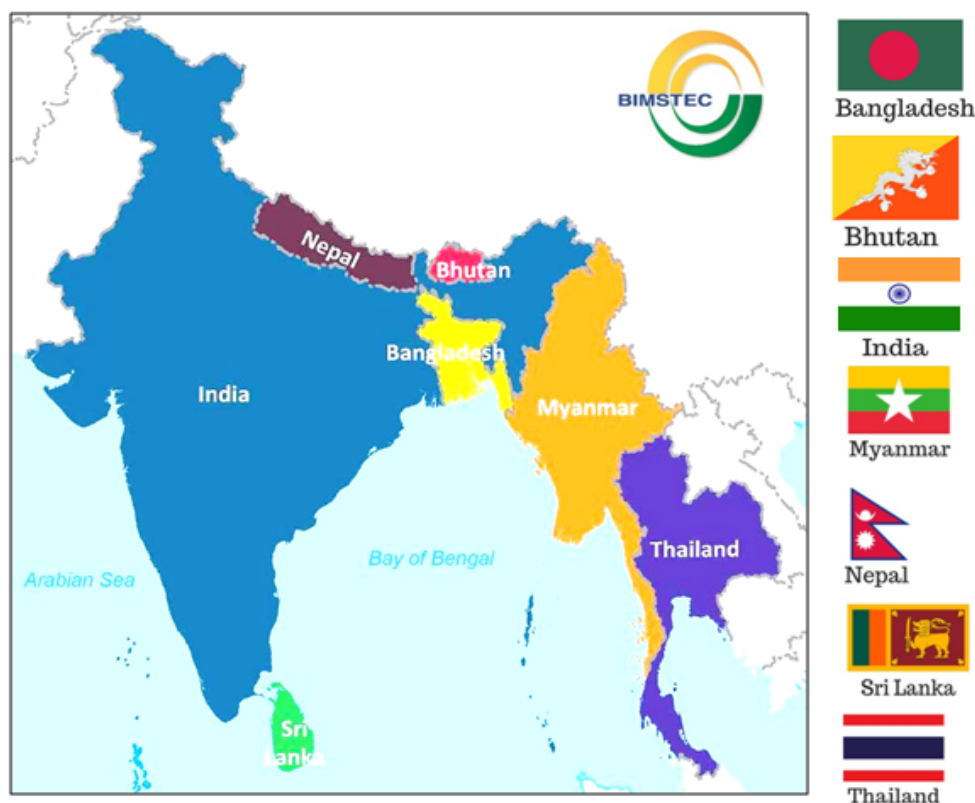 BIMSTEC
Nepal
Bhutan
Bangladesh
India
Myanmar
Thailand
Bay of Bengal
Arabian Sea
Sri
Lanka
Bangladesh
Bhutan
India
Myanmar
Nepal
Sri Lanka
Thailand